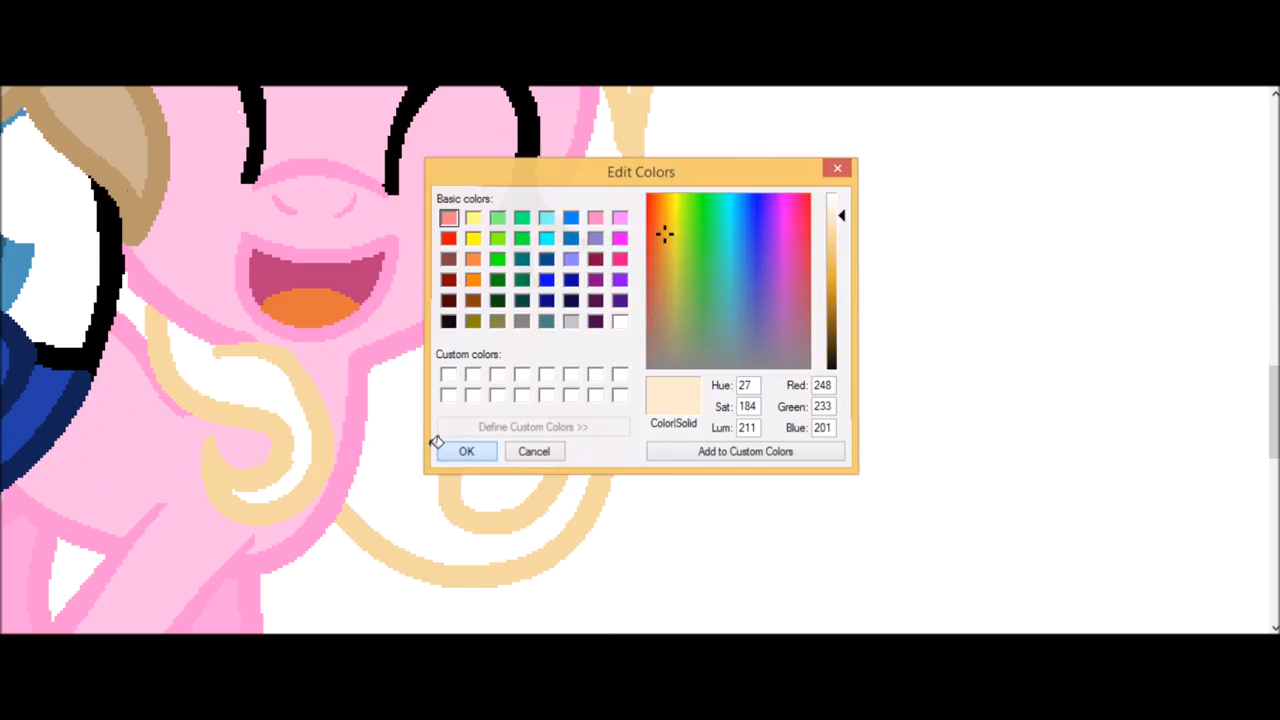 Edit Colors
Basic colors:
Custom colors:
Define Custom Colors >>
OK
Cancel
Color|Solid
Hue: 27
Sat: 184
Lum: 211
Red: 248
Green: 233
Blue: 201
Add to Custom Colors